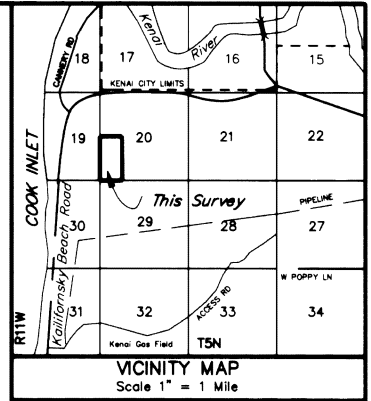 Kenai
River
CANNERY RD
18 17 16 15
KENAI CITY LIMITS
COOK INLET
19 20 21 22
This Survey
Kailifornsky Beach Road
PIPELINE
30 29 28 27
W POPPY LN
ACCESS RD
31 32 33 34
R11W
Kenai Gas Field T5N
VICINITY MAP
Scale 1" = 1 Mile